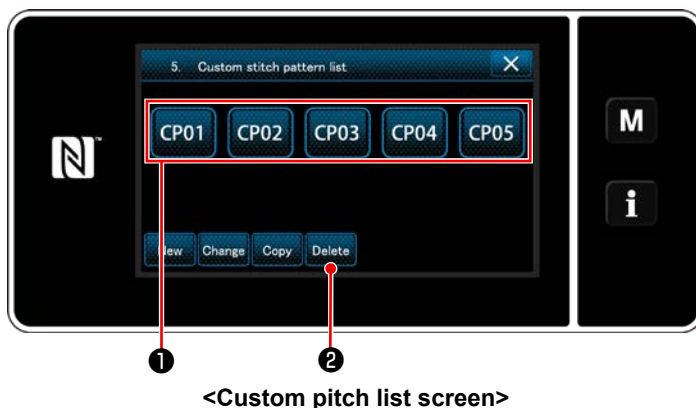 5. Custom stitch pattern list
CP01 CP02 CP03 CP04 CP05
M
i
New Change Copy Delete
❶ ❷
<Custom pitch list screen>